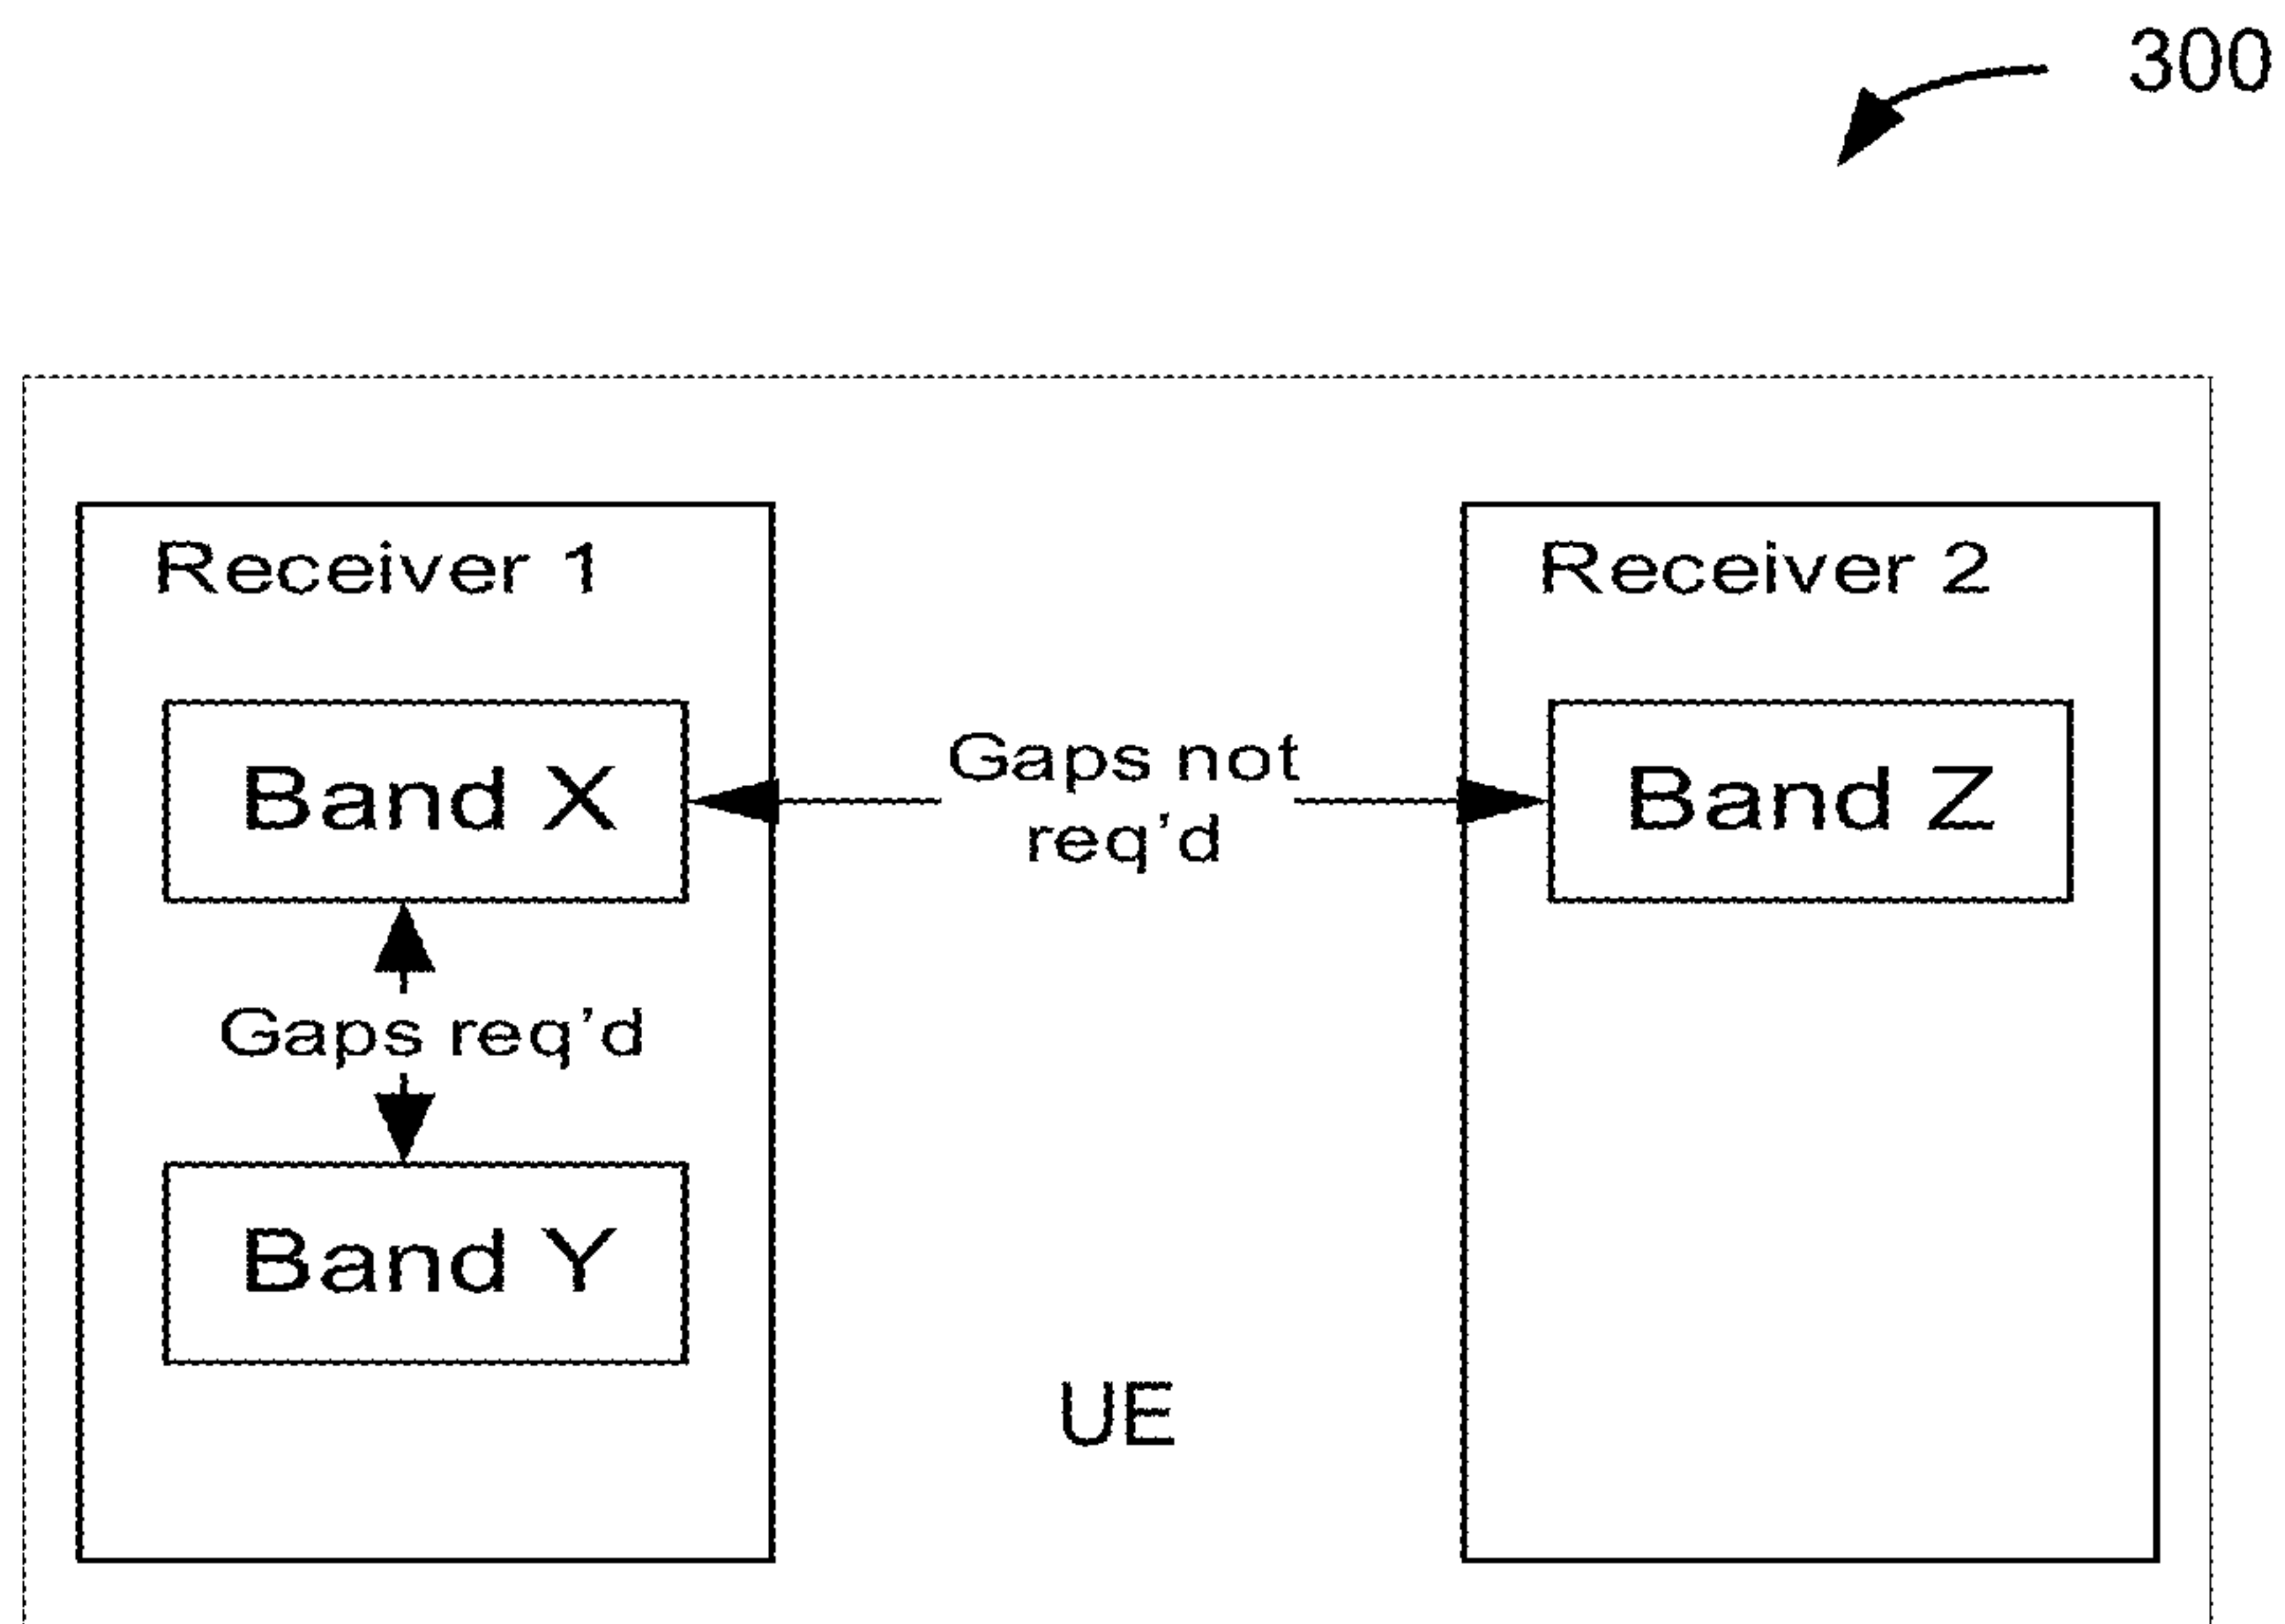 300
Receiver 1
Receiver 2
Band X
Gaps not
req’d
Band Z
Gaps req’d
Band Y
UE